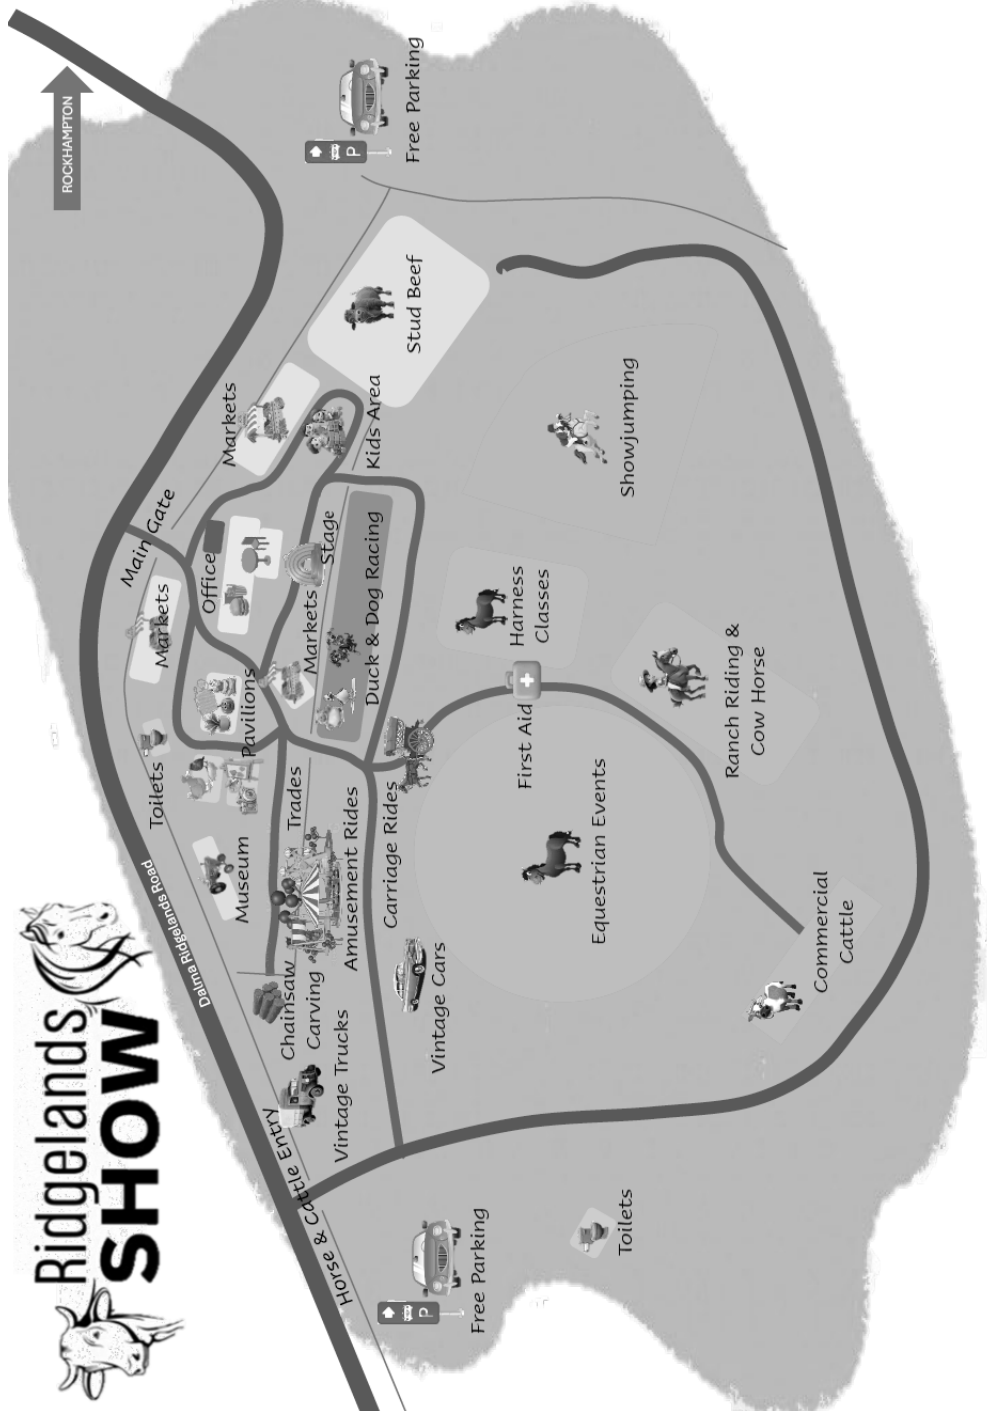 Ridgelands
SHOW
ROCKHAMPTON
Dalma Ridgelands Road
Horse & Cattle Entry
Main Gate
Markets
Toilets
Office
Markets
Pavilions
Museum
Trades
Markets
Stage
Kids Area
Duck & Dog Racing
Chainsaw
Carving
Vintage Trucks
Amusement Rides
Carriage Rides
Vintage Cars
Stud Beef
P
Free Parking
P
Free Parking
Toilets
First Aid
Harness
Classes
Equestrian Events
Showjumping
Ranch Riding &
Cow Horse
Commercial
Cattle